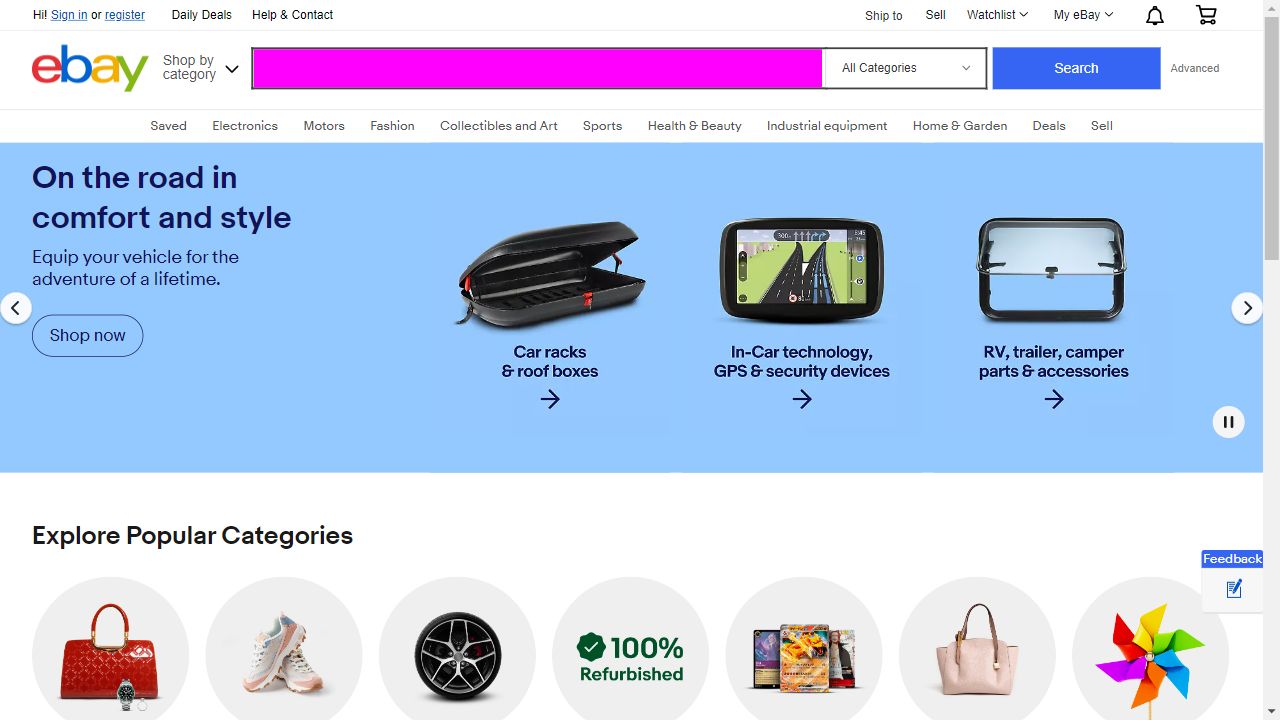 Hi! Sign in or register
Daily Deals
Help & Contact
Ship to
Sell
Watchlist
My eBay
ebay
Shop by
category
All Categories
Search
Advanced
Saved
Electronics
Motors
Fashion
Collectibles and Art
Sports
Health & Beauty
Industrial equipment
Home & Garden
Deals
Sell
On the road in
comfort and style
Equip your vehicle for the
adventure of a lifetime.
Shop now
Car racks
& roof boxes
In-Car technology,
GPS & security devices
RV, trailer, camper
parts & accessories
Explore Popular Categories
Feedback
100%
Refurbished